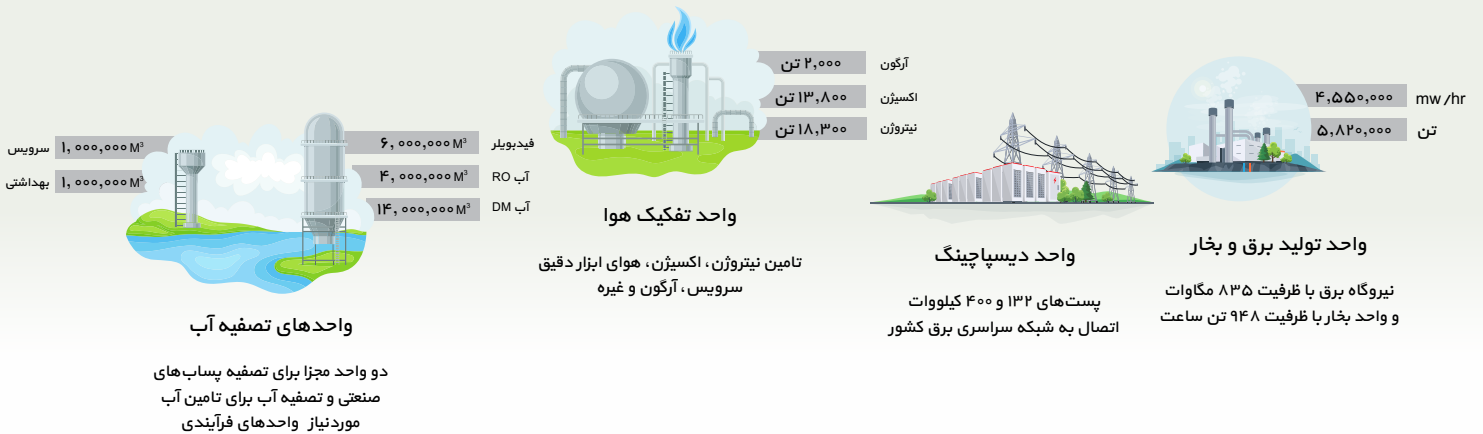 ۴,۵۵۰,۰۰۰ mw/hr
۵,۸۲۰,۰۰۰ تن
واحد تولید برق و بخار
نیروگاه برق با ظرفیت ۸۳۵ مگاوات
و واحد بخار با ظرفیت ۹۴۸ تن ساعت
واحد دیسپاچینگ
پست‌های ۱۳۲ و ۴۰۰ کیلووات
اتصال به شبکه سراسری برق کشور
آرگون ۲,۰۰۰ تن
اکسیژن ۱۳,۸۰۰ تن
نیتروژن ۱۸,۳۰۰ تن
واحد تفکیک هوا
تامین نیتروژن، اکسیژن، هوای ابزار دقیق
سرویس، آرگون و غیره
فیدبویلر ۶,۰۰۰,۰۰۰ M³
آب RO ۴,۰۰۰,۰۰۰ M³
آب DM ۱۴,۰۰۰,۰۰۰ M³
۱,۰۰۰,۰۰۰ M³ سرویس
۱,۰۰۰,۰۰۰ M³ بهداشتی
واحدهای تصفیه آب
دو واحد مجزا برای تصفیه پساب‌های
صنعتی و تصفیه آب برای تامین آب
موردنیاز واحدهای فرآیندی